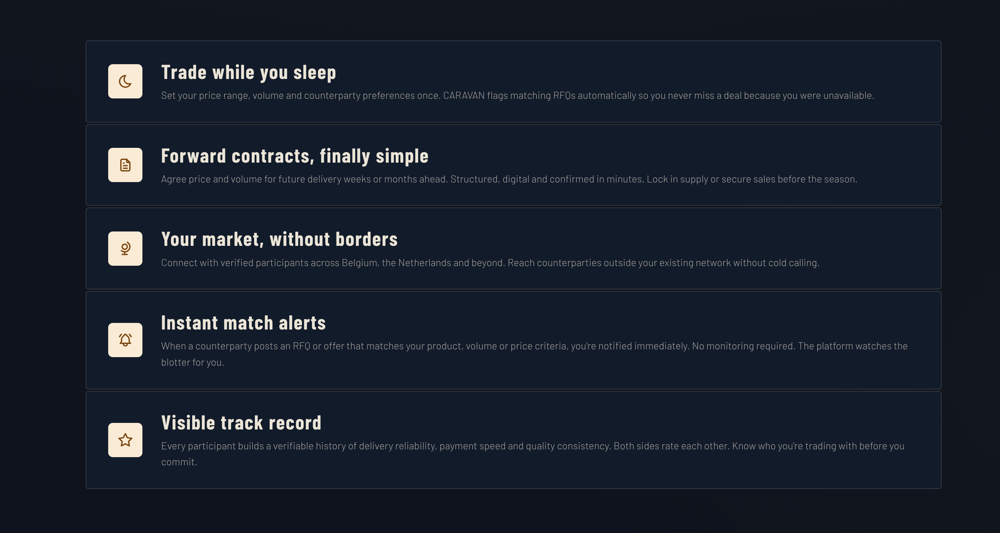 Trade while you sleep
Set your price range, volume and counterparty preferences once. CARAVAN flags matching RFQs automatically so you never miss a deal because you were unavailable.
Forward contracts, finally simple
Agree price and volume for future delivery weeks or months ahead. Structured, digital and confirmed in minutes. Lock in supply or secure sales before the season.
Your market, without borders
Connect with verified participants across Belgium, the Netherlands and beyond. Reach counterparties outside your existing network without cold calling.
Instant match alerts
When a counterparty posts an RFQ or offer that matches your product, volume or price criteria, you're notified immediately. No monitoring required. The platform watches the
blotter for you.
Visible track record
Every participant builds a verifiable history of delivery reliability, payment speed and quality consistency. Both sides rate each other. Know who you're trading with before you
commit.